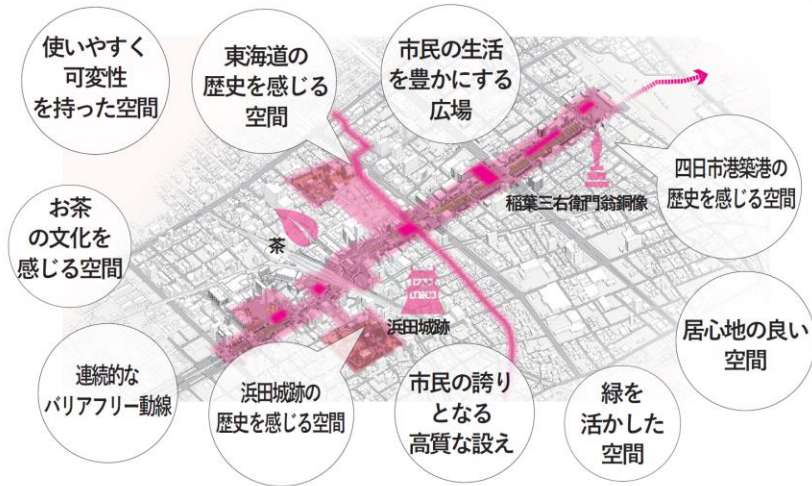 使いやすく
可変性
を持った空間
東海道の
歴史を感じる
空間
市民の生活
を豊かにする
広場
四日市港築港の
歴史を感じる空間
稲葉三右衛門翁銅像
お茶
の文化を
感じる空間
茶
浜田城跡
居心地の良い
空間
連続的な
バリアフリー動線
浜田城跡の
歴史を感じる空間
市民の誇り
となる
高質な設え
緑を
活かした
空間